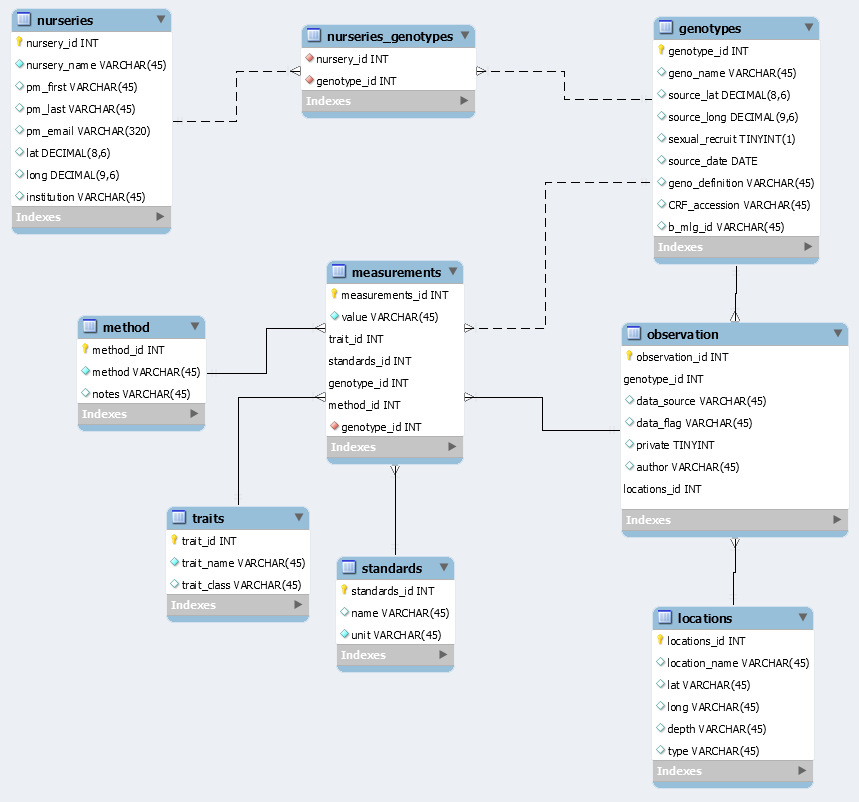 nurseries
nursery_id INT
nursery_name VARCHAR(45)
pm_first VARCHAR(45)
pm_last VARCHAR(45)
pm_email VARCHAR(320)
lat DECIMAL(8,6)
long DECIMAL(9,6)
institution VARCHAR(45)
Indexes
nurseries_genotypes
nursery_id INT
genotype_id INT
Indexes
genotypes
genotype_id INT
geno_name VARCHAR(45)
source_lat DECIMAL(8,6)
source_long DECIMAL(9,6)
sexual_recruit TINYINT(1)
source_date DATE
geno_definition VARCHAR(45)
CRF_accession VARCHAR(45)
b_mlg_id VARCHAR(45)
Indexes
measurements
measurements_id INT
value VARCHAR(45)
trait_id INT
standards_id INT
genotype_id INT
method_id INT
genotype_id INT
Indexes
method
method_id INT
method VARCHAR(45)
notes VARCHAR(45)
Indexes
observation
observation_id INT
genotype_id INT
data_source VARCHAR(45)
data_flag VARCHAR(45)
private TINYINT
author VARCHAR(45)
locations_id INT
Indexes
traits
trait_id INT
trait_name VARCHAR(45)
trait_class VARCHAR(45)
Indexes
standards
standards_id INT
name VARCHAR(45)
unit VARCHAR(45)
Indexes
locations
locations_id INT
location_name VARCHAR(45)
lat VARCHAR(45)
long VARCHAR(45)
depth VARCHAR(45)
type VARCHAR(45)
Indexes